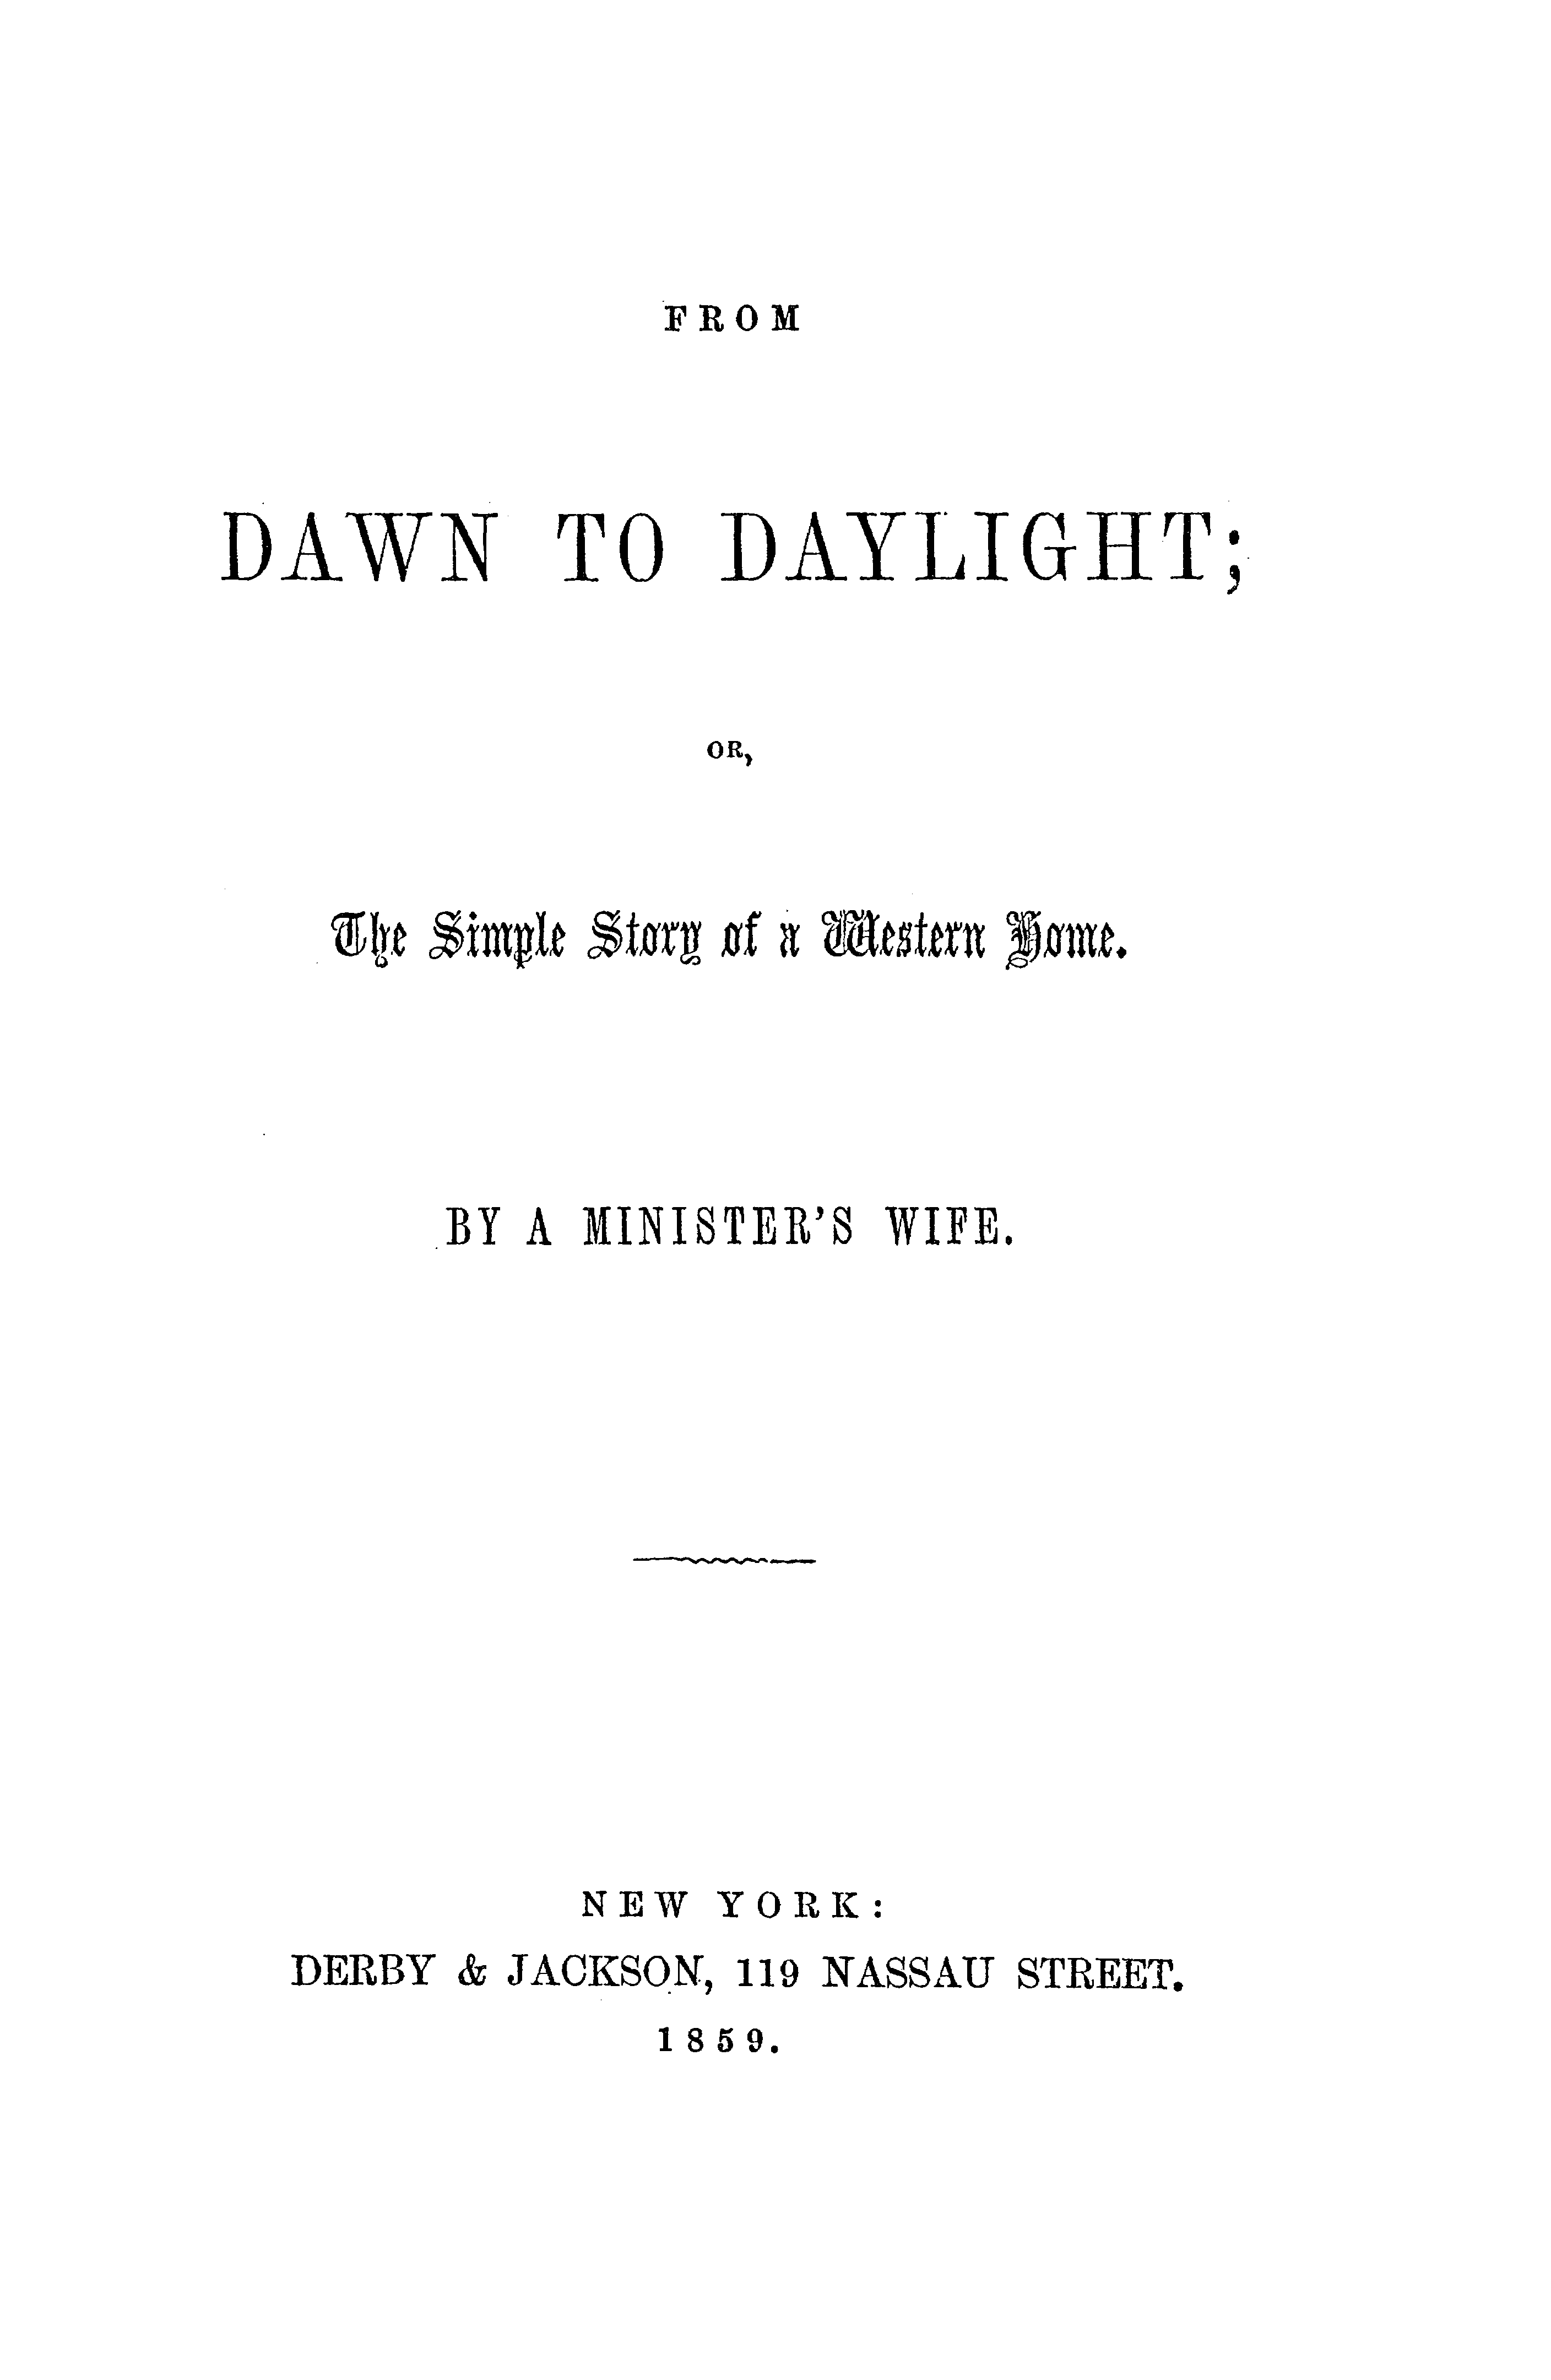 FROM
DAWN TO DAYLIGHT;
OR,
The Simple Story of a Western Home.
BY A MINISTER'S WIFE.
NEW YORK:
DERBY & JACKSON, 119 NASSAU STREET.
1859.